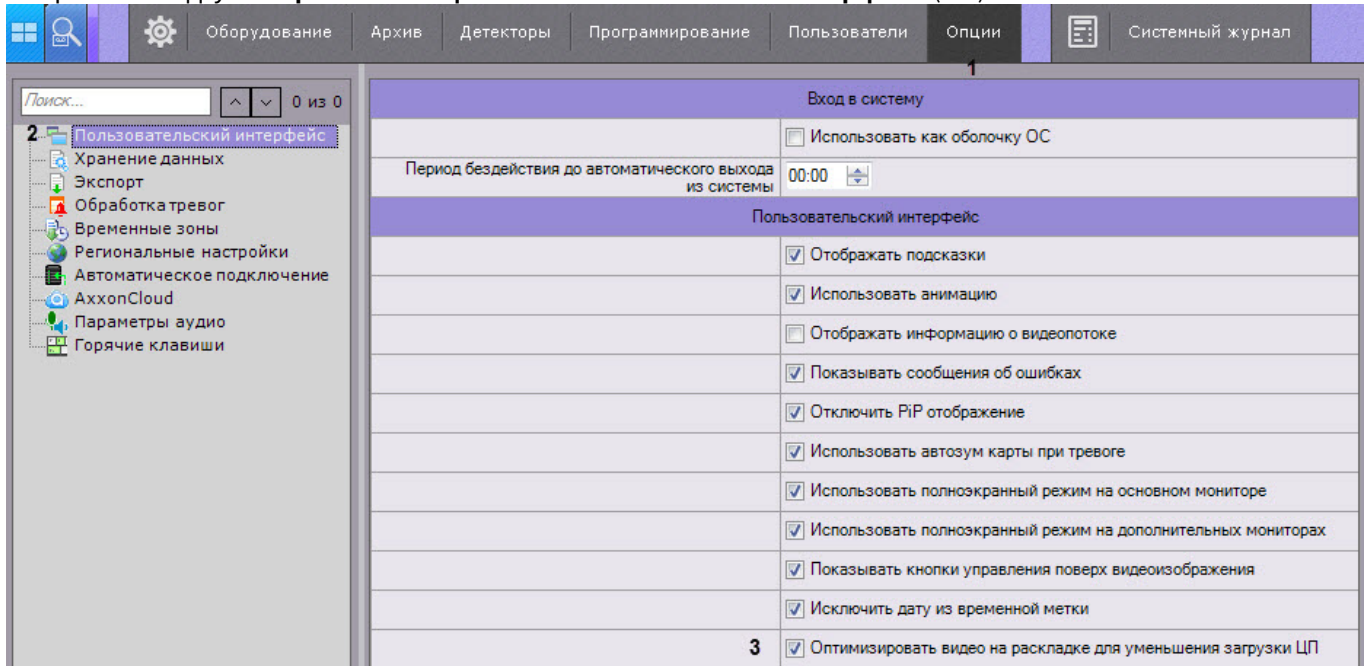 Оборудование
Архив
Детекторы
Программирование
Пользователи
Опции
Системный журнал
1
Поиск...
0 из 0
2
Пользовательский интерфейс
Хранение данных
Экспорт
Обработка тревог
Временные зоны
Региональные настройки
Автоматическое подключение
AxxonCloud
Параметры аудио
Горячие клавиши
Вход в систему
Использовать как оболочку ОС
Период бездействия до автоматического выхода
из системы
00:00
Пользовательский интерфейс
Отображать подсказки
Использовать анимацию
Отображать информацию о видеопотоке
Показывать сообщения об ошибках
Отключить PiP отображение
Использовать автозум карты при тревоге
Использовать полноэкранный режим на основном мониторе
Использовать полноэкранный режим на дополнительных мониторах
Показывать кнопки управления поверх видеоизображения
Исключить дату из временной метки
3
Оптимизировать видео на раскладке для уменьшения загрузки ЦП